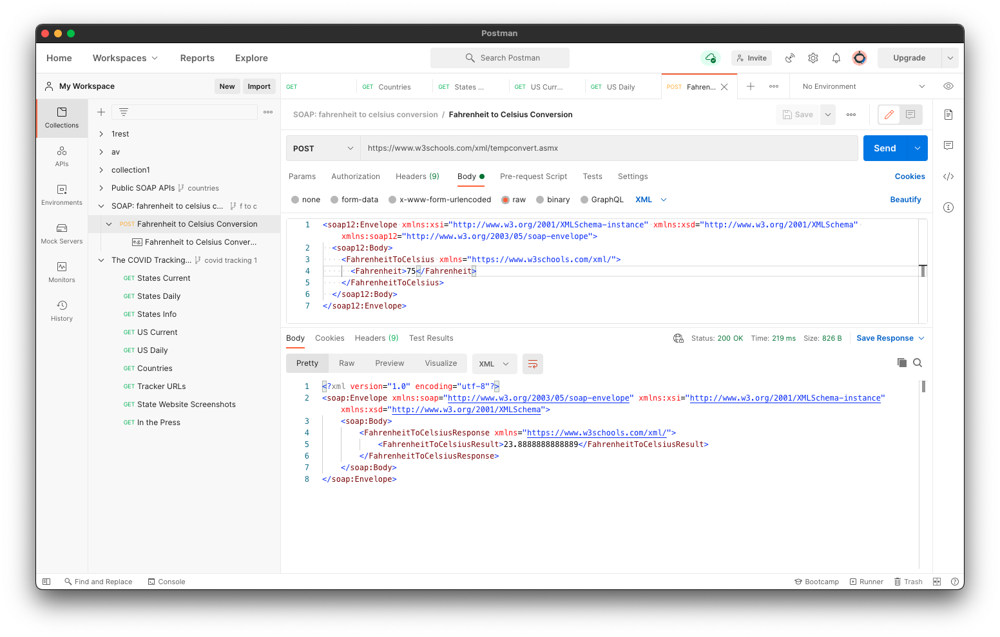 Postman
Home Workspaces Reports Explore Search Postman Invite Upgrade
My Workspace New Import
GET GET Countries GET States ... GET US Curr... GET US Daily POST Fahren... No Environment
Collections
APIs
Environments
Mock Servers
Monitors
History
1rest
av
collection1
Public SOAP APIs countries
SOAP: fahrenheit to celsius c... f to c
POST Fahrenheit to Celsius Conversion
e.g. Fahrenheit to Celsius Conver...
The COVID Tracking... covid tracking 1
GET States Current
GET States Daily
GET States Info
GET US Current
GET US Daily
GET Countries
GET Tracker URLs
GET State Website Screenshots
GET In the Press
SOAP: fahrenheit to celsius conversion / Fahrenheit to Celsius Conversion Save
POST https://www.w3schools.com/xml/tempconvert.asmx Send
Params Authorization Headers (9) Body Pre-request Script Tests Settings Cookies
none form-data x-www-form-urlencoded raw binary GraphQL XML Beautify
1 <soap12:Envelope xmlns:xsi="http://www.w3.org/2001/XMLSchema-instance" xmlns:xsd="http://www.w3.org/2001/XMLSchema"
xmlns:soap12="http://www.w3.org/2003/05/soap-envelope">
2 <soap12:Body>
3 <FahrenheitToCelsius xmlns="https://www.w3schools.com/xml/">
4 <Fahrenheit>75</Fahrenheit>
5 </FahrenheitToCelsius>
6 </soap12:Body>
7 </soap12:Envelope>
Body Cookies Headers (9) Test Results Status: 200 OK Time: 219 ms Size: 826 B Save Response
Pretty Raw Preview Visualize XML
1 <?xml version="1.0" encoding="utf-8"?>
2 <soap:Envelope xmlns:soap="http://www.w3.org/2003/05/soap-envelope" xmlns:xsi="http://www.w3.org/2001/XMLSchema-instance"
xmlns:xsd="http://www.w3.org/2001/XMLSchema">
3 <soap:Body>
4 <FahrenheitToCelsiusResponse xmlns="https://www.w3schools.com/xml/">
5 <FahrenheitToCelsiusResult>23.8888888888889</FahrenheitToCelsiusResult>
6 </FahrenheitToCelsiusResponse>
7 </soap:Body>
8 </soap:Envelope>
Find and Replace Console Bootcamp Runner Trash